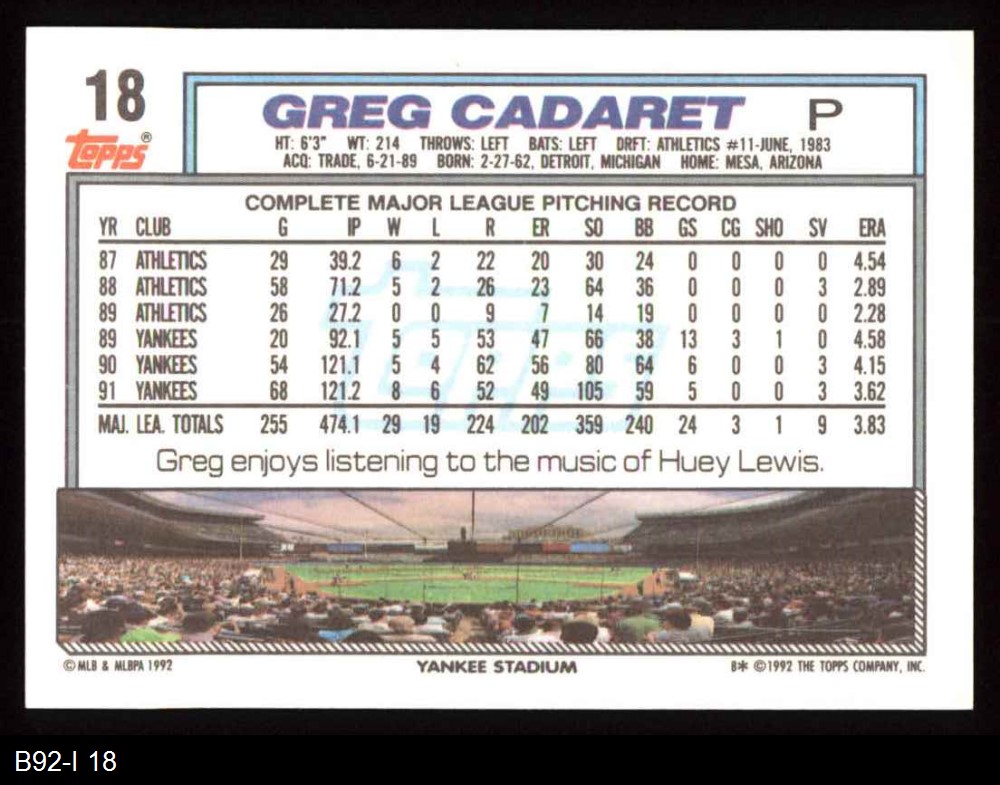 18
topps®
GREG CADARET P
HT: 6'3" WT: 214 THROWS: LEFT BATS: LEFT DRFT: ATHLETICS #11-JUNE, 1983
ACQ: TRADE, 6-21-89 BORN: 2-27-62, DETROIT, MICHIGAN HOME: MESA, ARIZONA
COMPLETE MAJOR LEAGUE PITCHING RECORD
YR CLUB G IP W L R ER SO BB GS CG SHO SV ERA
87 ATHLETICS 29 39.2 6 2 22 20 30 24 0 0 0 0 4.54
88 ATHLETICS 58 71.2 5 2 26 23 64 36 0 0 0 3 2.89
89 ATHLETICS 26 27.2 0 0 9 7 14 19 0 0 0 0 2.28
89 YANKEES 20 92.1 5 5 53 47 66 38 13 3 1 0 4.58
90 YANKEES 54 121.1 5 4 62 56 80 64 6 0 0 3 4.15
91 YANKEES 68 121.2 8 6 52 49 105 59 5 0 0 3 3.62
MAJ. LEA. TOTALS 255 474.1 29 19 224 202 359 240 24 3 1 9 3.83
Topps
Greg enjoys listening to the music of Huey Lewis.
© MLB & MLBPA 1992 YANKEE STADIUM B* © 1992 THE TOPPS COMPANY, INC.
B92-I 18